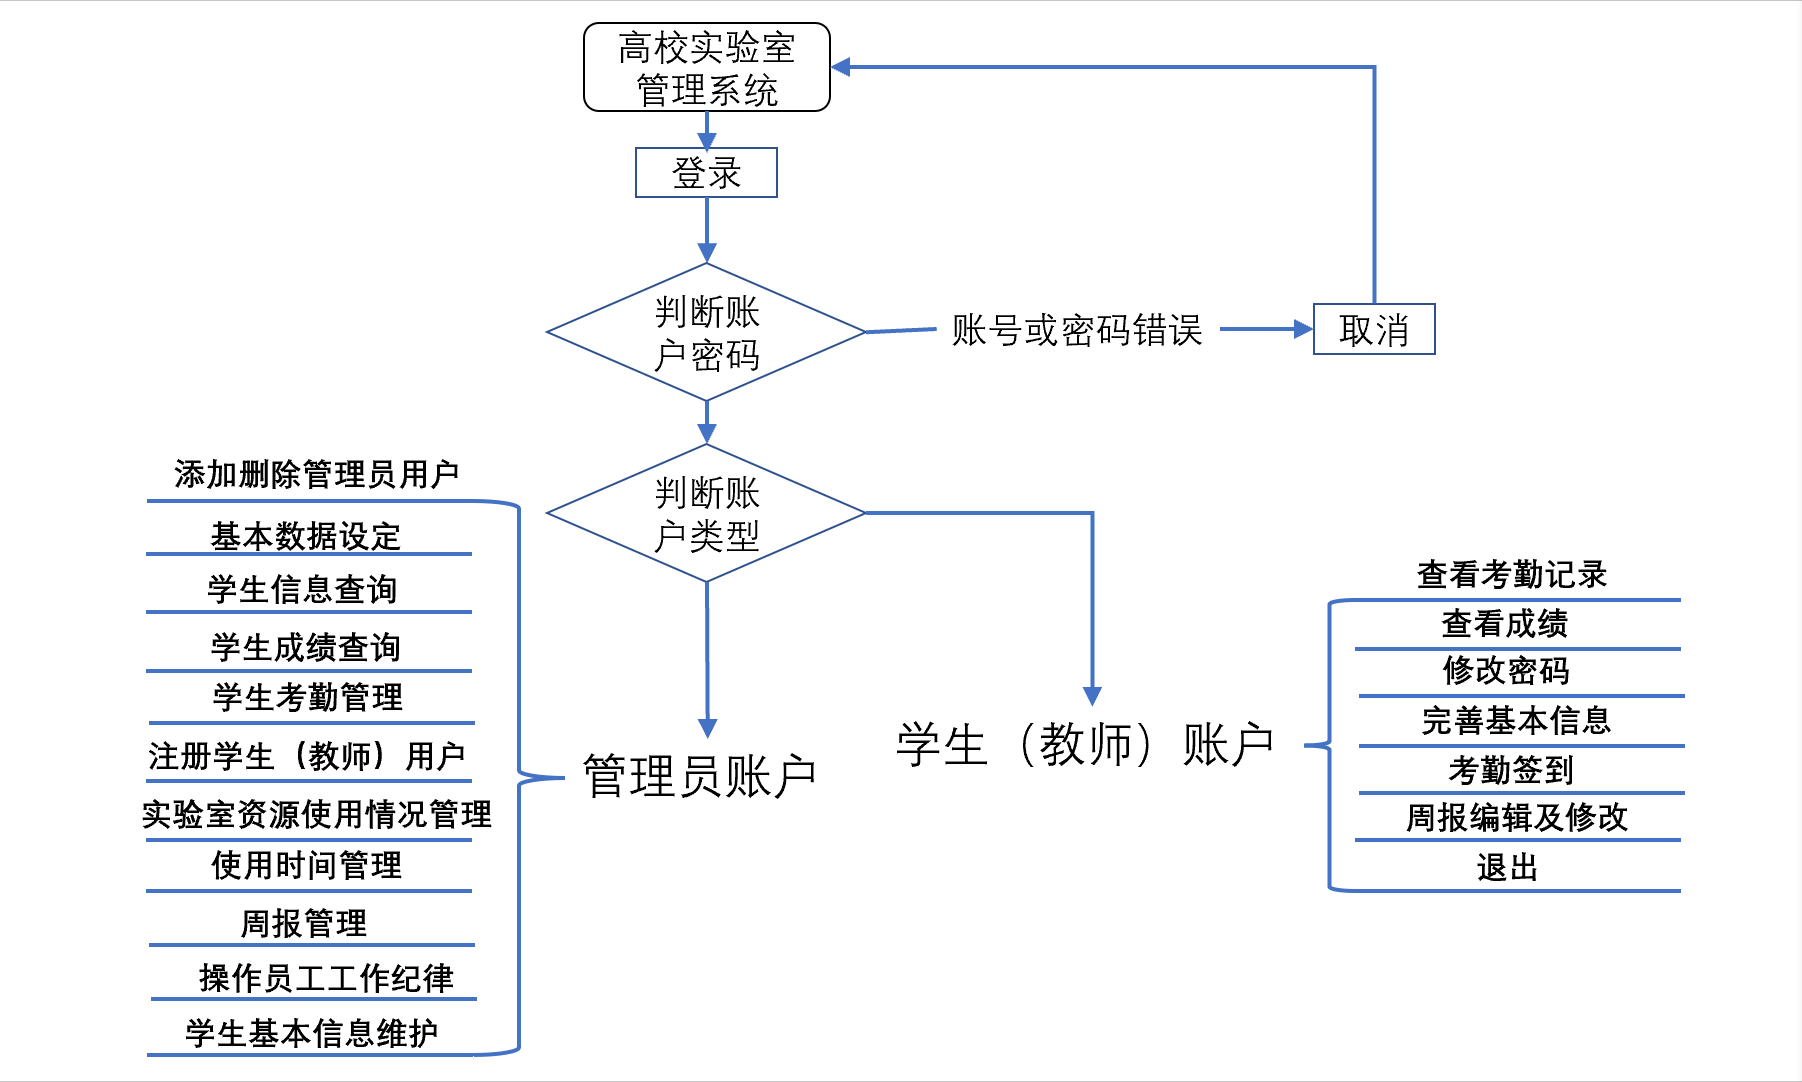 高校实验室
管理系统
登录
判断账
户密码
账号或密码错误
取消
判断账
户类型
添加删除管理员用户
基本数据设定
学生信息查询
学生成绩查询
学生考勤管理
注册学生（教师）用户
实验室资源使用情况管理
使用时间管理
周报管理
操作员工工作纪律
学生基本信息维护
管理员账户
学生（教师）账户
查看考勤记录
查看成绩
修改密码
完善基本信息
考勤签到
周报编辑及修改
退出